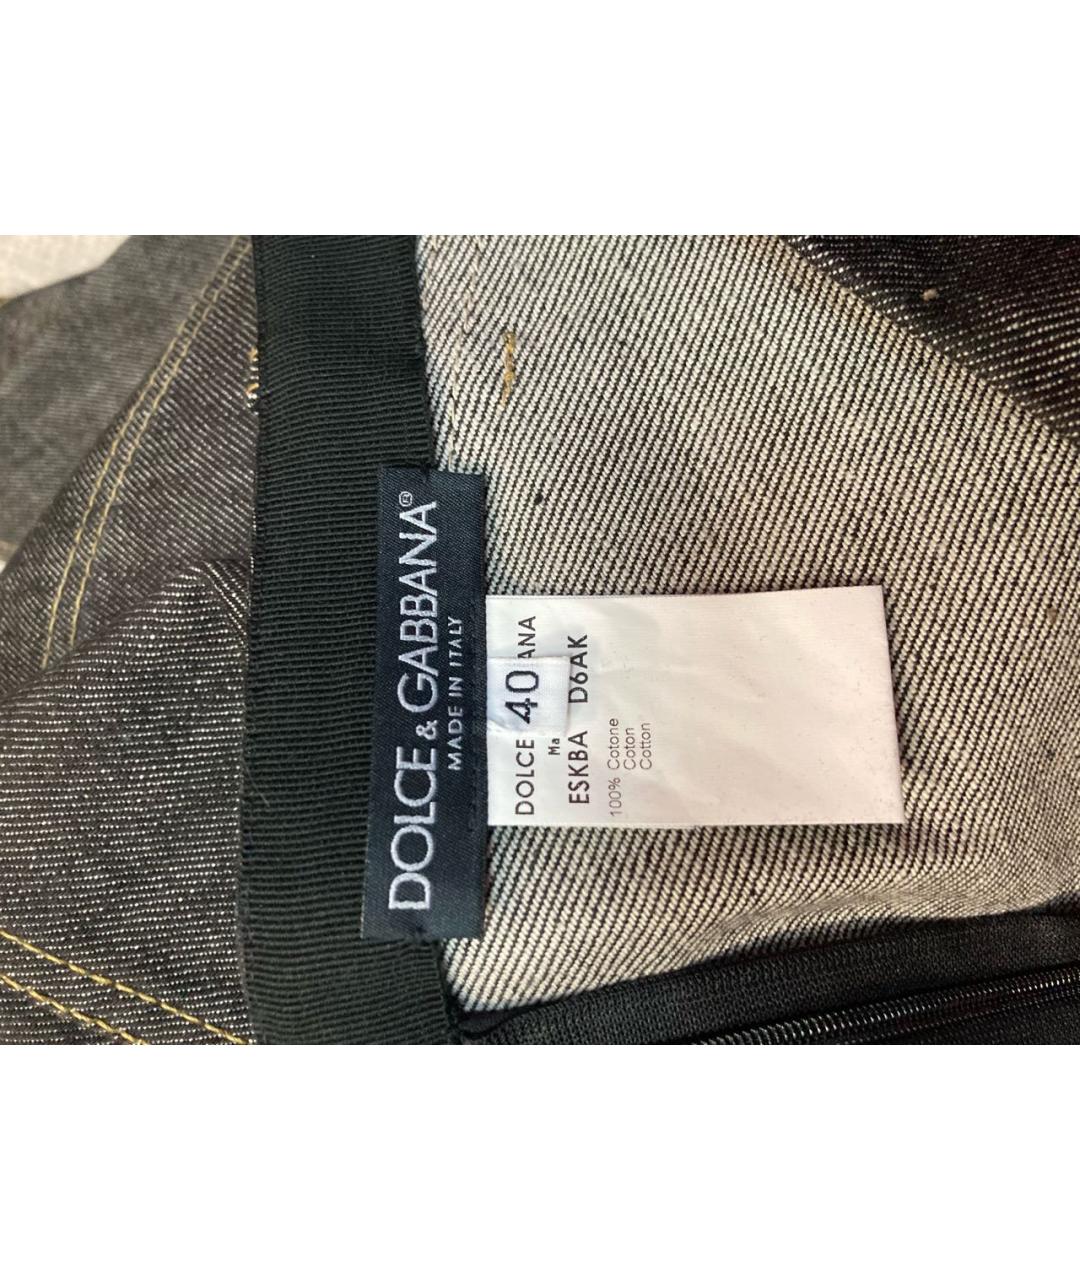 DOLCE & GABBANA®
MADE IN ITALY
40
DOLCE ANA
Ma
ESKBA D6AK
100% Cotone
Coton
Cotton